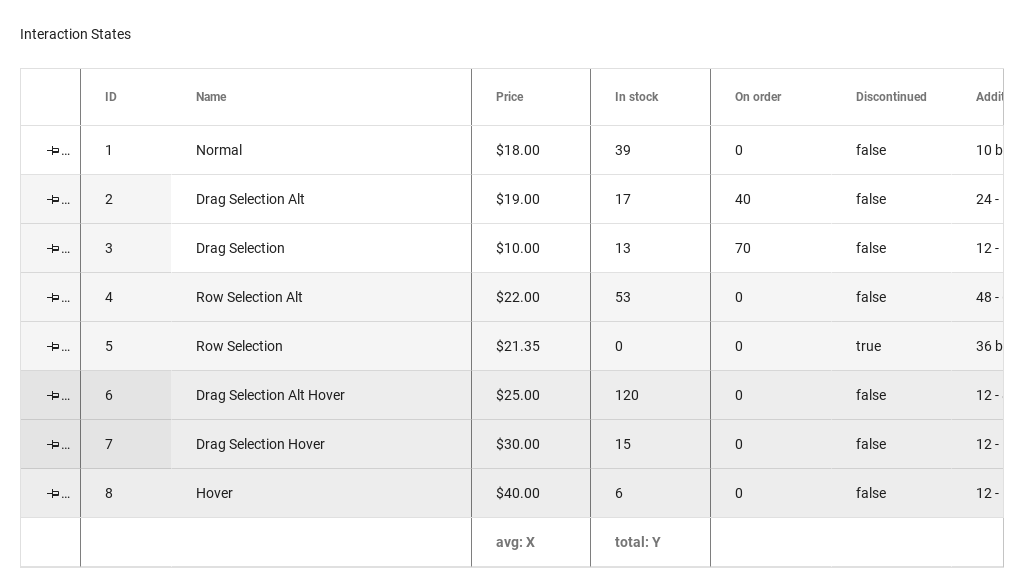 Interaction States
ID Name Price In stock On order Discontinued Addit
... 1 Normal $18.00 39 0 false 10 b
... 2 Drag Selection Alt $19.00 17 40 false 24 -
... 3 Drag Selection $10.00 13 70 false 12 -
... 4 Row Selection Alt $22.00 53 0 false 48 -
... 5 Row Selection $21.35 0 0 true 36 b
... 6 Drag Selection Alt Hover $25.00 120 0 false 12 -
... 7 Drag Selection Hover $30.00 15 0 false 12 -
... 8 Hover $40.00 6 0 false 12 -
avg: X total: Y